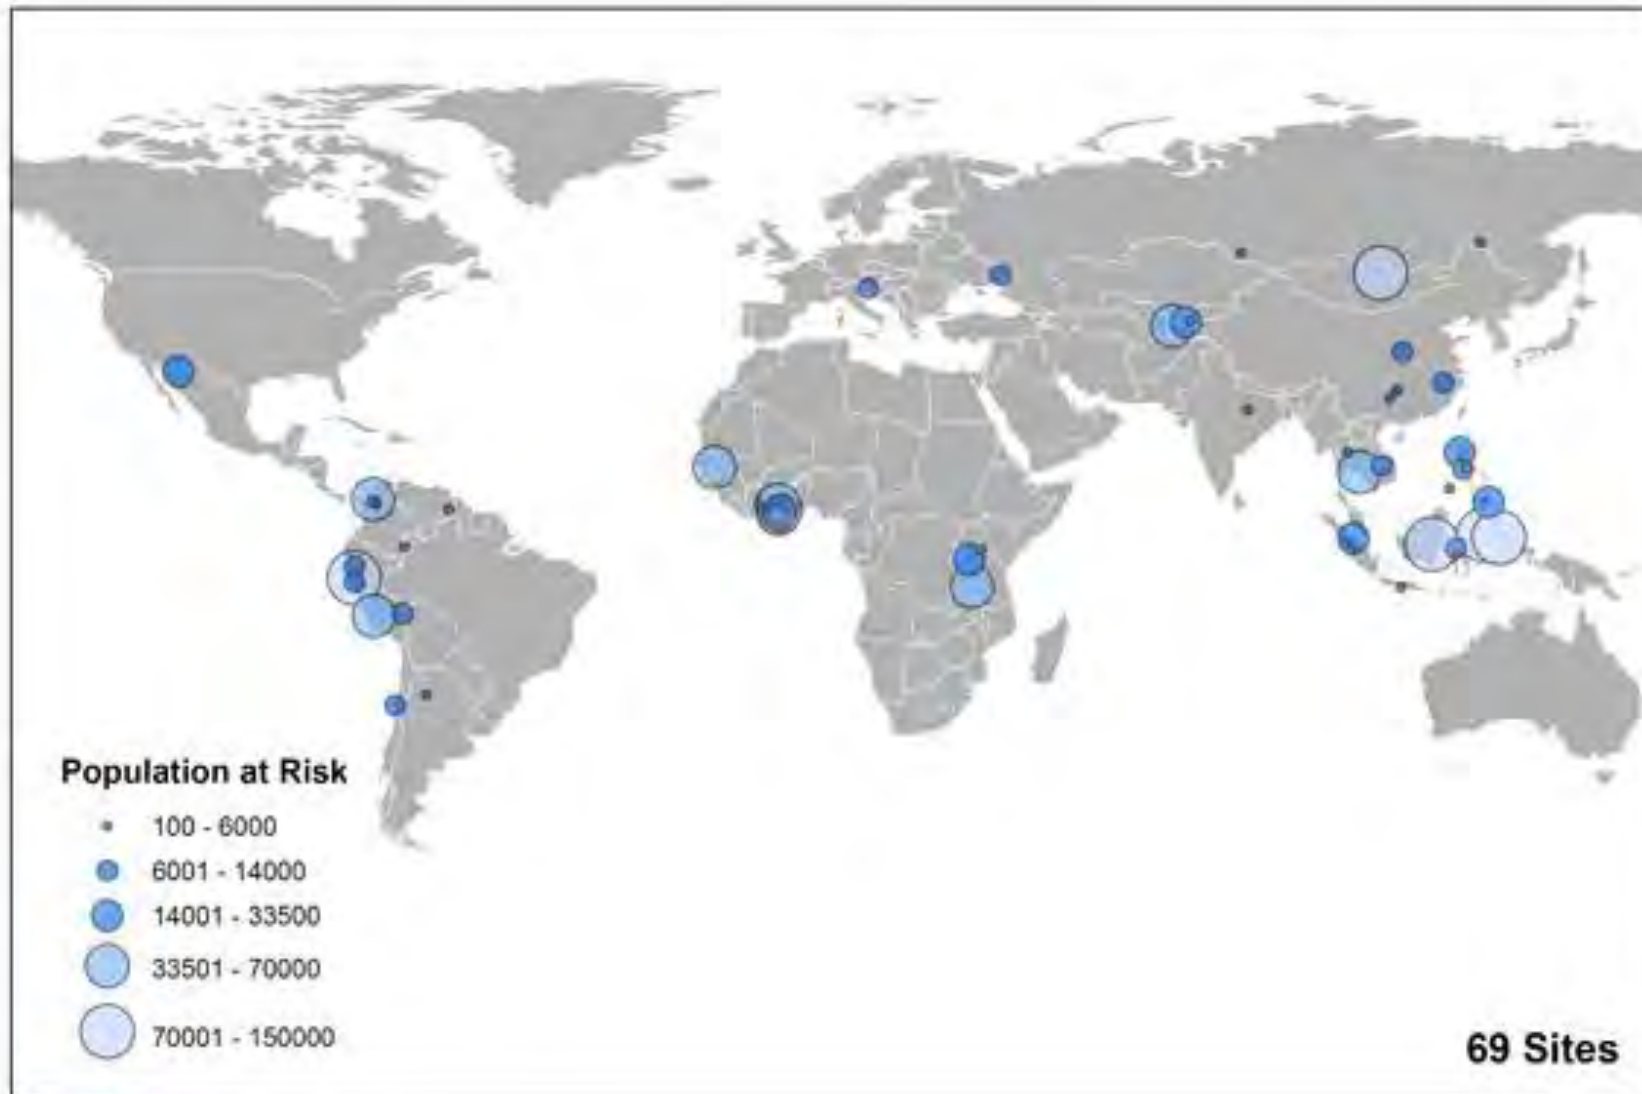 Population at Risk
100 - 6000
6001 - 14000
14001 - 33500
33501 - 70000
70001 - 150000
69 Sites